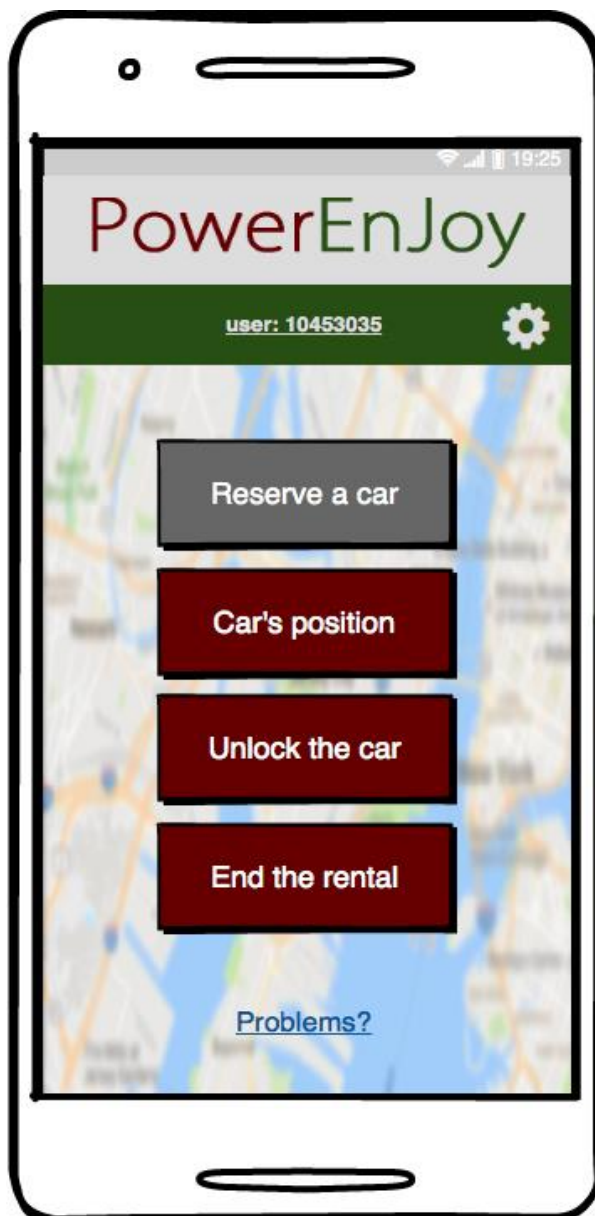 19:25
PowerEnJoy
user: 10453035
Reserve a car
Car's position
Unlock the car
End the rental
Problems?